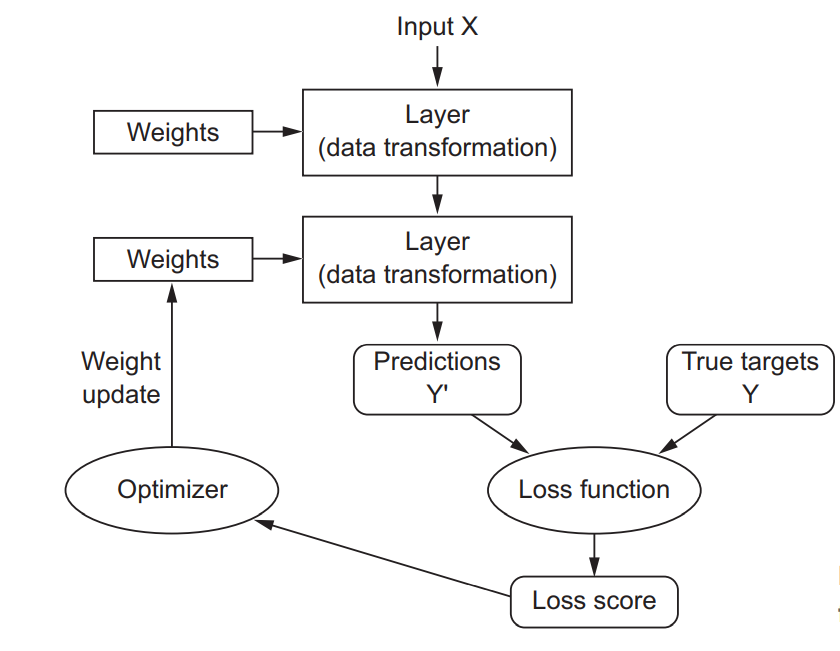 Input X
Weights
Layer
(data transformation)
Weights
Layer
(data transformation)
Weight
update
Predictions
Y'
True targets
Y
Optimizer
Loss function
Loss score